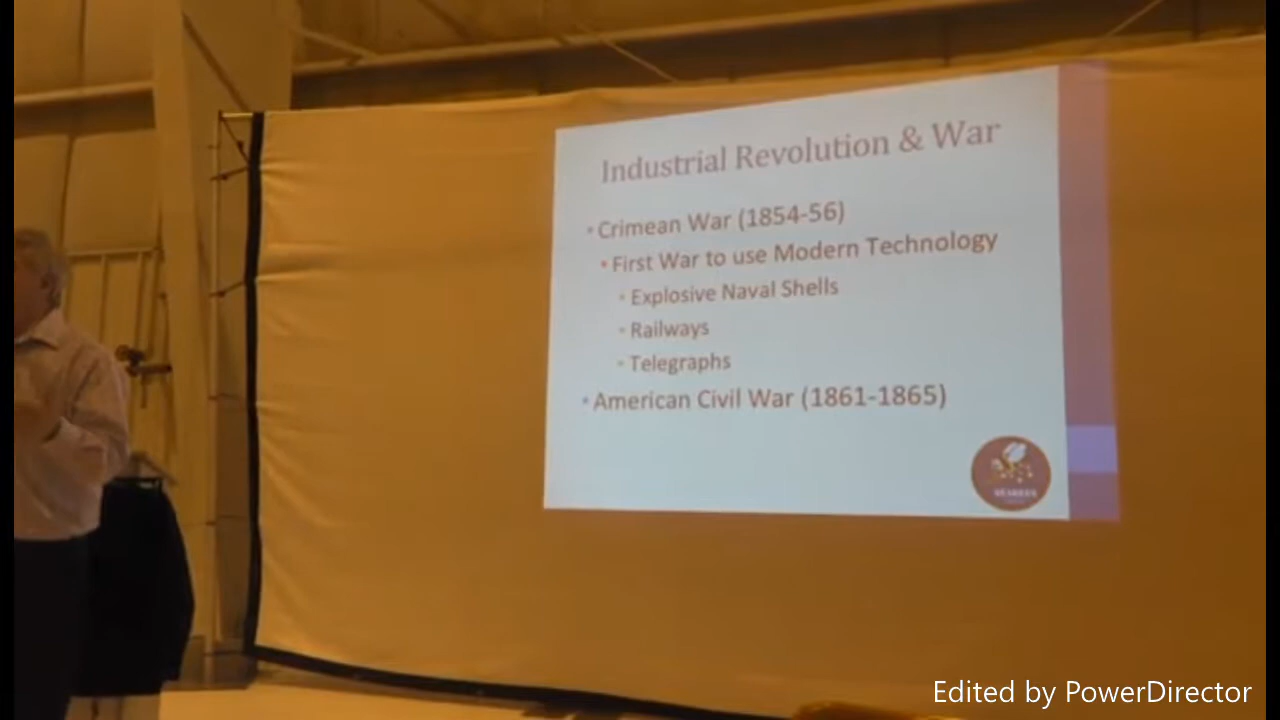 Industrial Revolution & War
• Crimean War (1854-56)
• First War to use Modern Technology
• Explosive Naval Shells
• Railways
• Telegraphs
• American Civil War (1861-1865)
SEABEES
Edited by PowerDirector